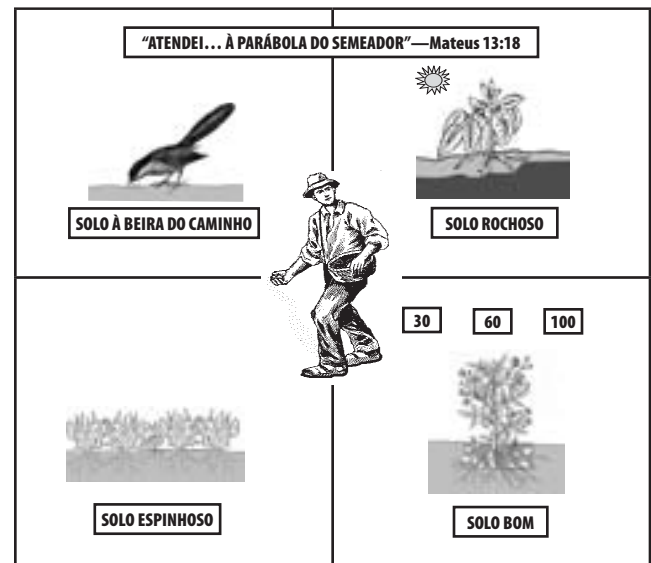 “ATENDEI... À PARÁBOLA DO SEMEADOR”—Mateus 13:18
SOLO À BEIRA DO CAMINHO
SOLO ROCHOSO
30
60
100
SOLO ESPINHOSO
SOLO BOM